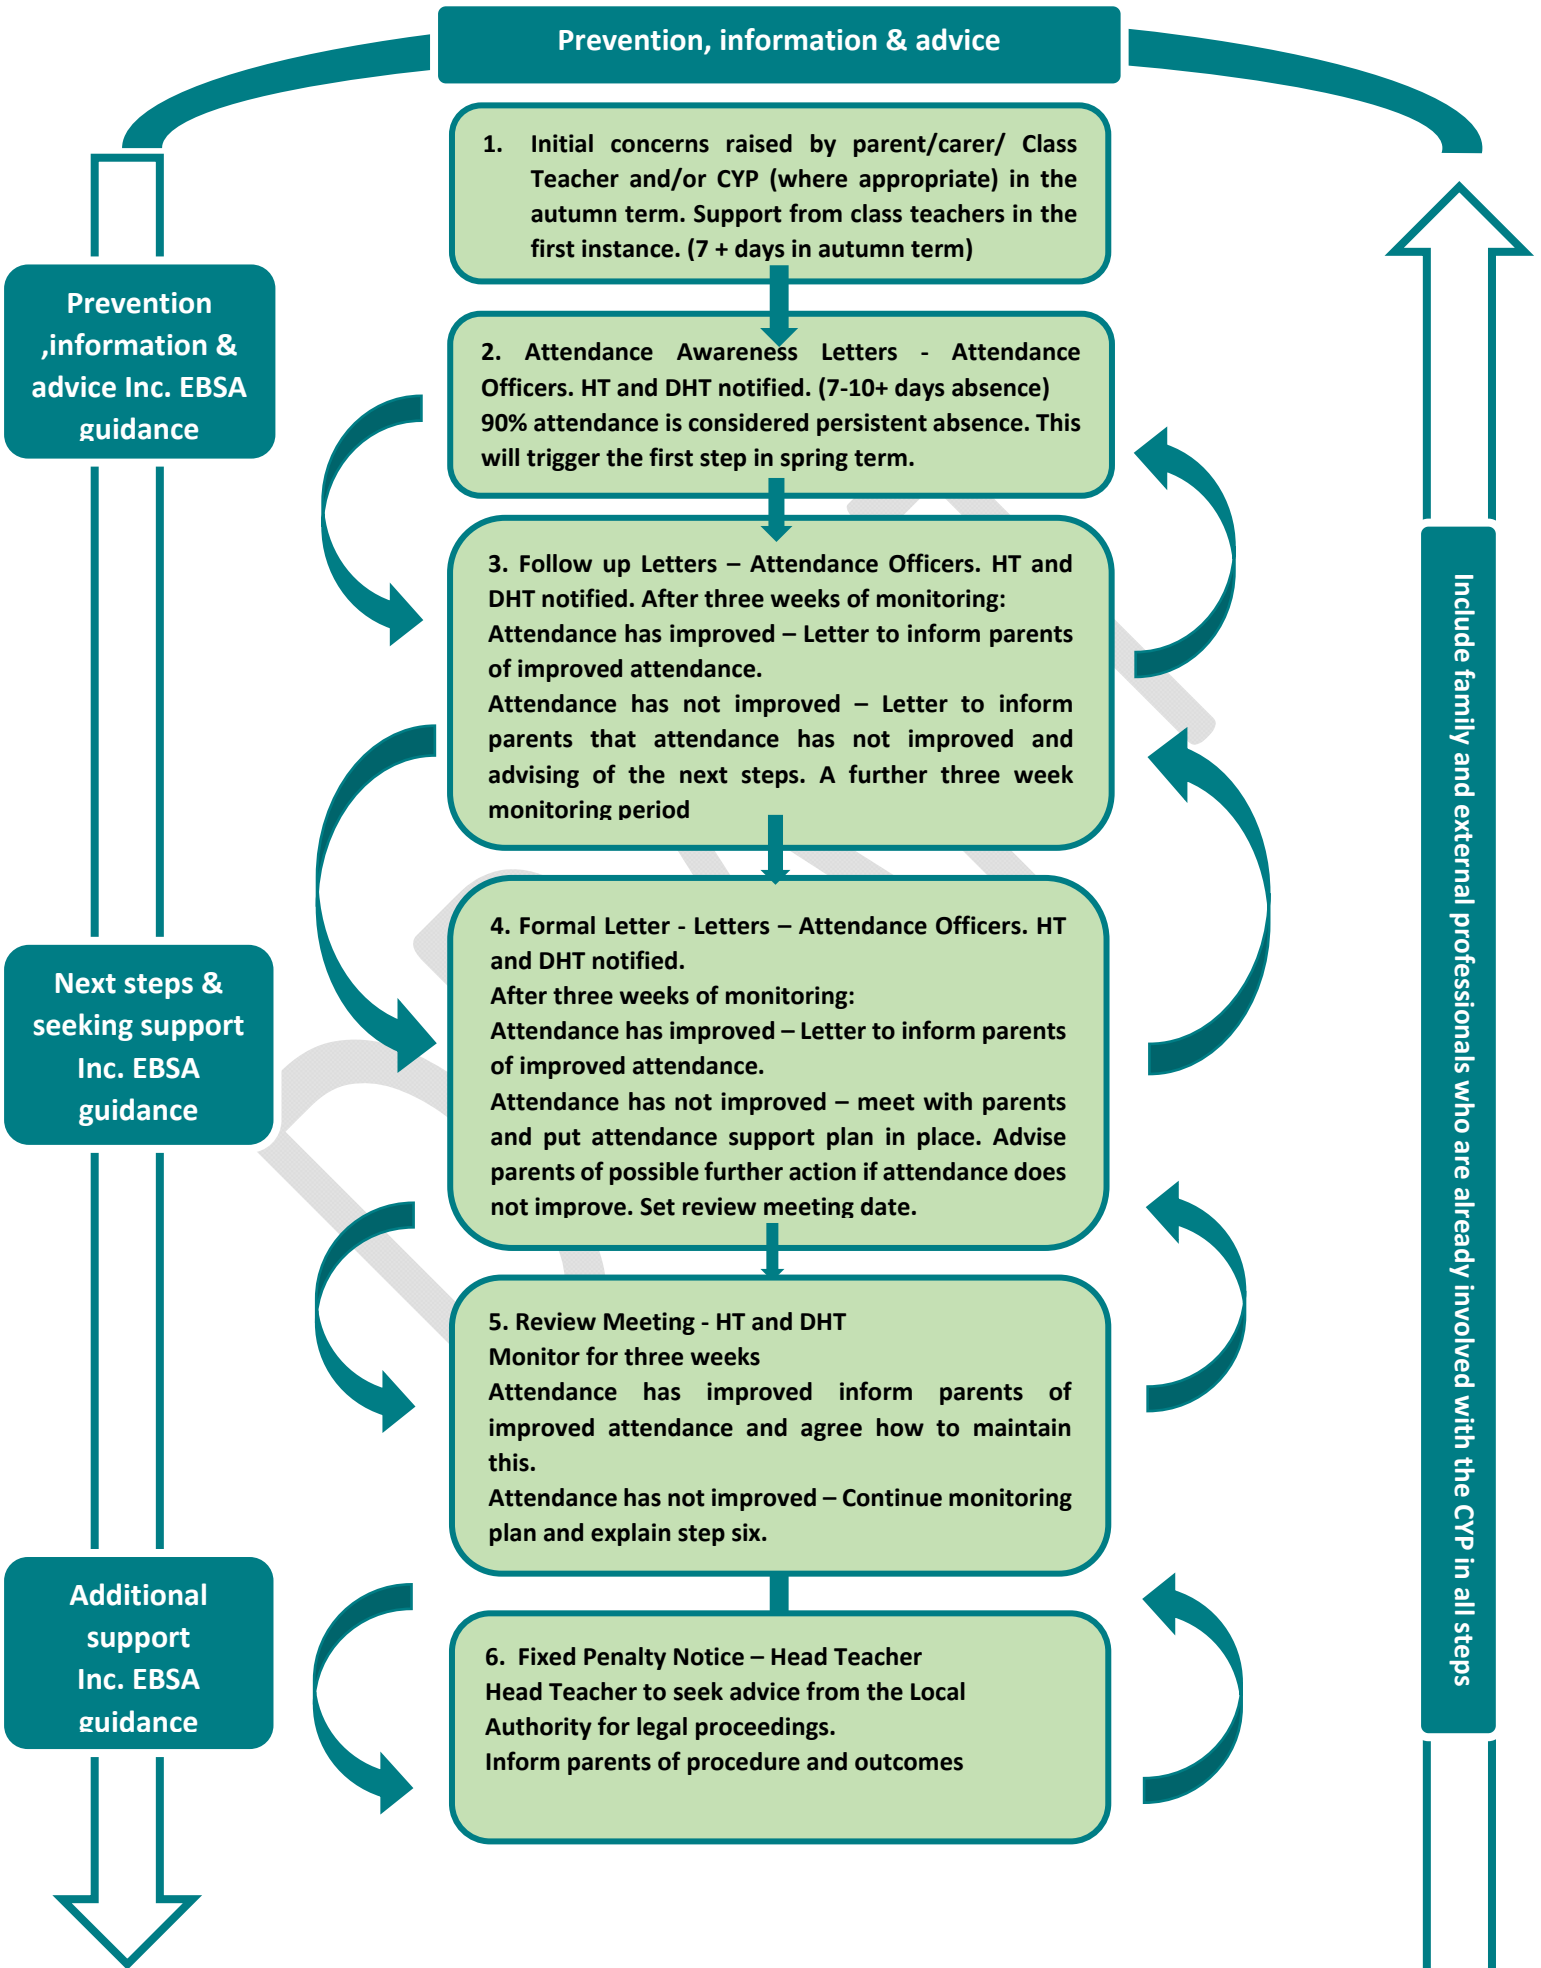 Prevention, information & advice
1. Initial concerns raised by parent/carer/ Class
Teacher and/or CYP (where appropriate) in the
autumn term. Support from class teachers in the
first instance. (7 + days in autumn term)
Prevention
,information &
advice Inc. EBSA
guidance
2. Attendance Awareness Letters - Attendance
Officers. HT and DHT notified. (7-10+ days absence)
90% attendance is considered persistent absence. This
will trigger the first step in spring term.
3. Follow up Letters – Attendance Officers. HT and
DHT notified. After three weeks of monitoring:
Attendance has improved – Letter to inform parents
of improved attendance.
Attendance has not improved – Letter to inform
parents that attendance has not improved and
advising of the next steps. A further three week
monitoring period
Next steps &
seeking support
Inc. EBSA
guidance
4. Formal Letter - Letters – Attendance Officers. HT
and DHT notified.
After three weeks of monitoring:
Attendance has improved – Letter to inform parents
of improved attendance.
Attendance has not improved – meet with parents
and put attendance support plan in place. Advise
parents of possible further action if attendance does
not improve. Set review meeting date.
5. Review Meeting - HT and DHT
Monitor for three weeks
Attendance has improved inform parents of
improved attendance and agree how to maintain
this.
Attendance has not improved – Continue monitoring
plan and explain step six.
Additional
support
Inc. EBSA
guidance
6. Fixed Penalty Notice – Head Teacher
Head Teacher to seek advice from the Local
Authority for legal proceedings.
Inform parents of procedure and outcomes
Include family and external professionals who are already involved with the CYP in all steps